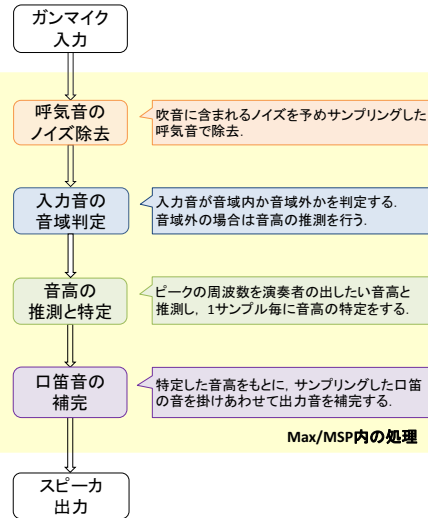 ガンマイク
入力
呼気音の
ノイズ除去
吹音に含まれるノイズを予めサンプリングした
呼気音で除去.
入力音の
音域判定
入力音が音域内か音域外かを判定する.
音域外の場合は音高の推測を行う.
音高の
推測と特定
ピークの周波数を演奏者の出したい音高と
推測し, 1サンプル毎に音高の特定をする.
口笛音の
補完
特定した音高をもとに, サンプリングした口笛
の音を掛けあわせて出力音を補完する.
Max/MSP内の処理
スピーカ
出力